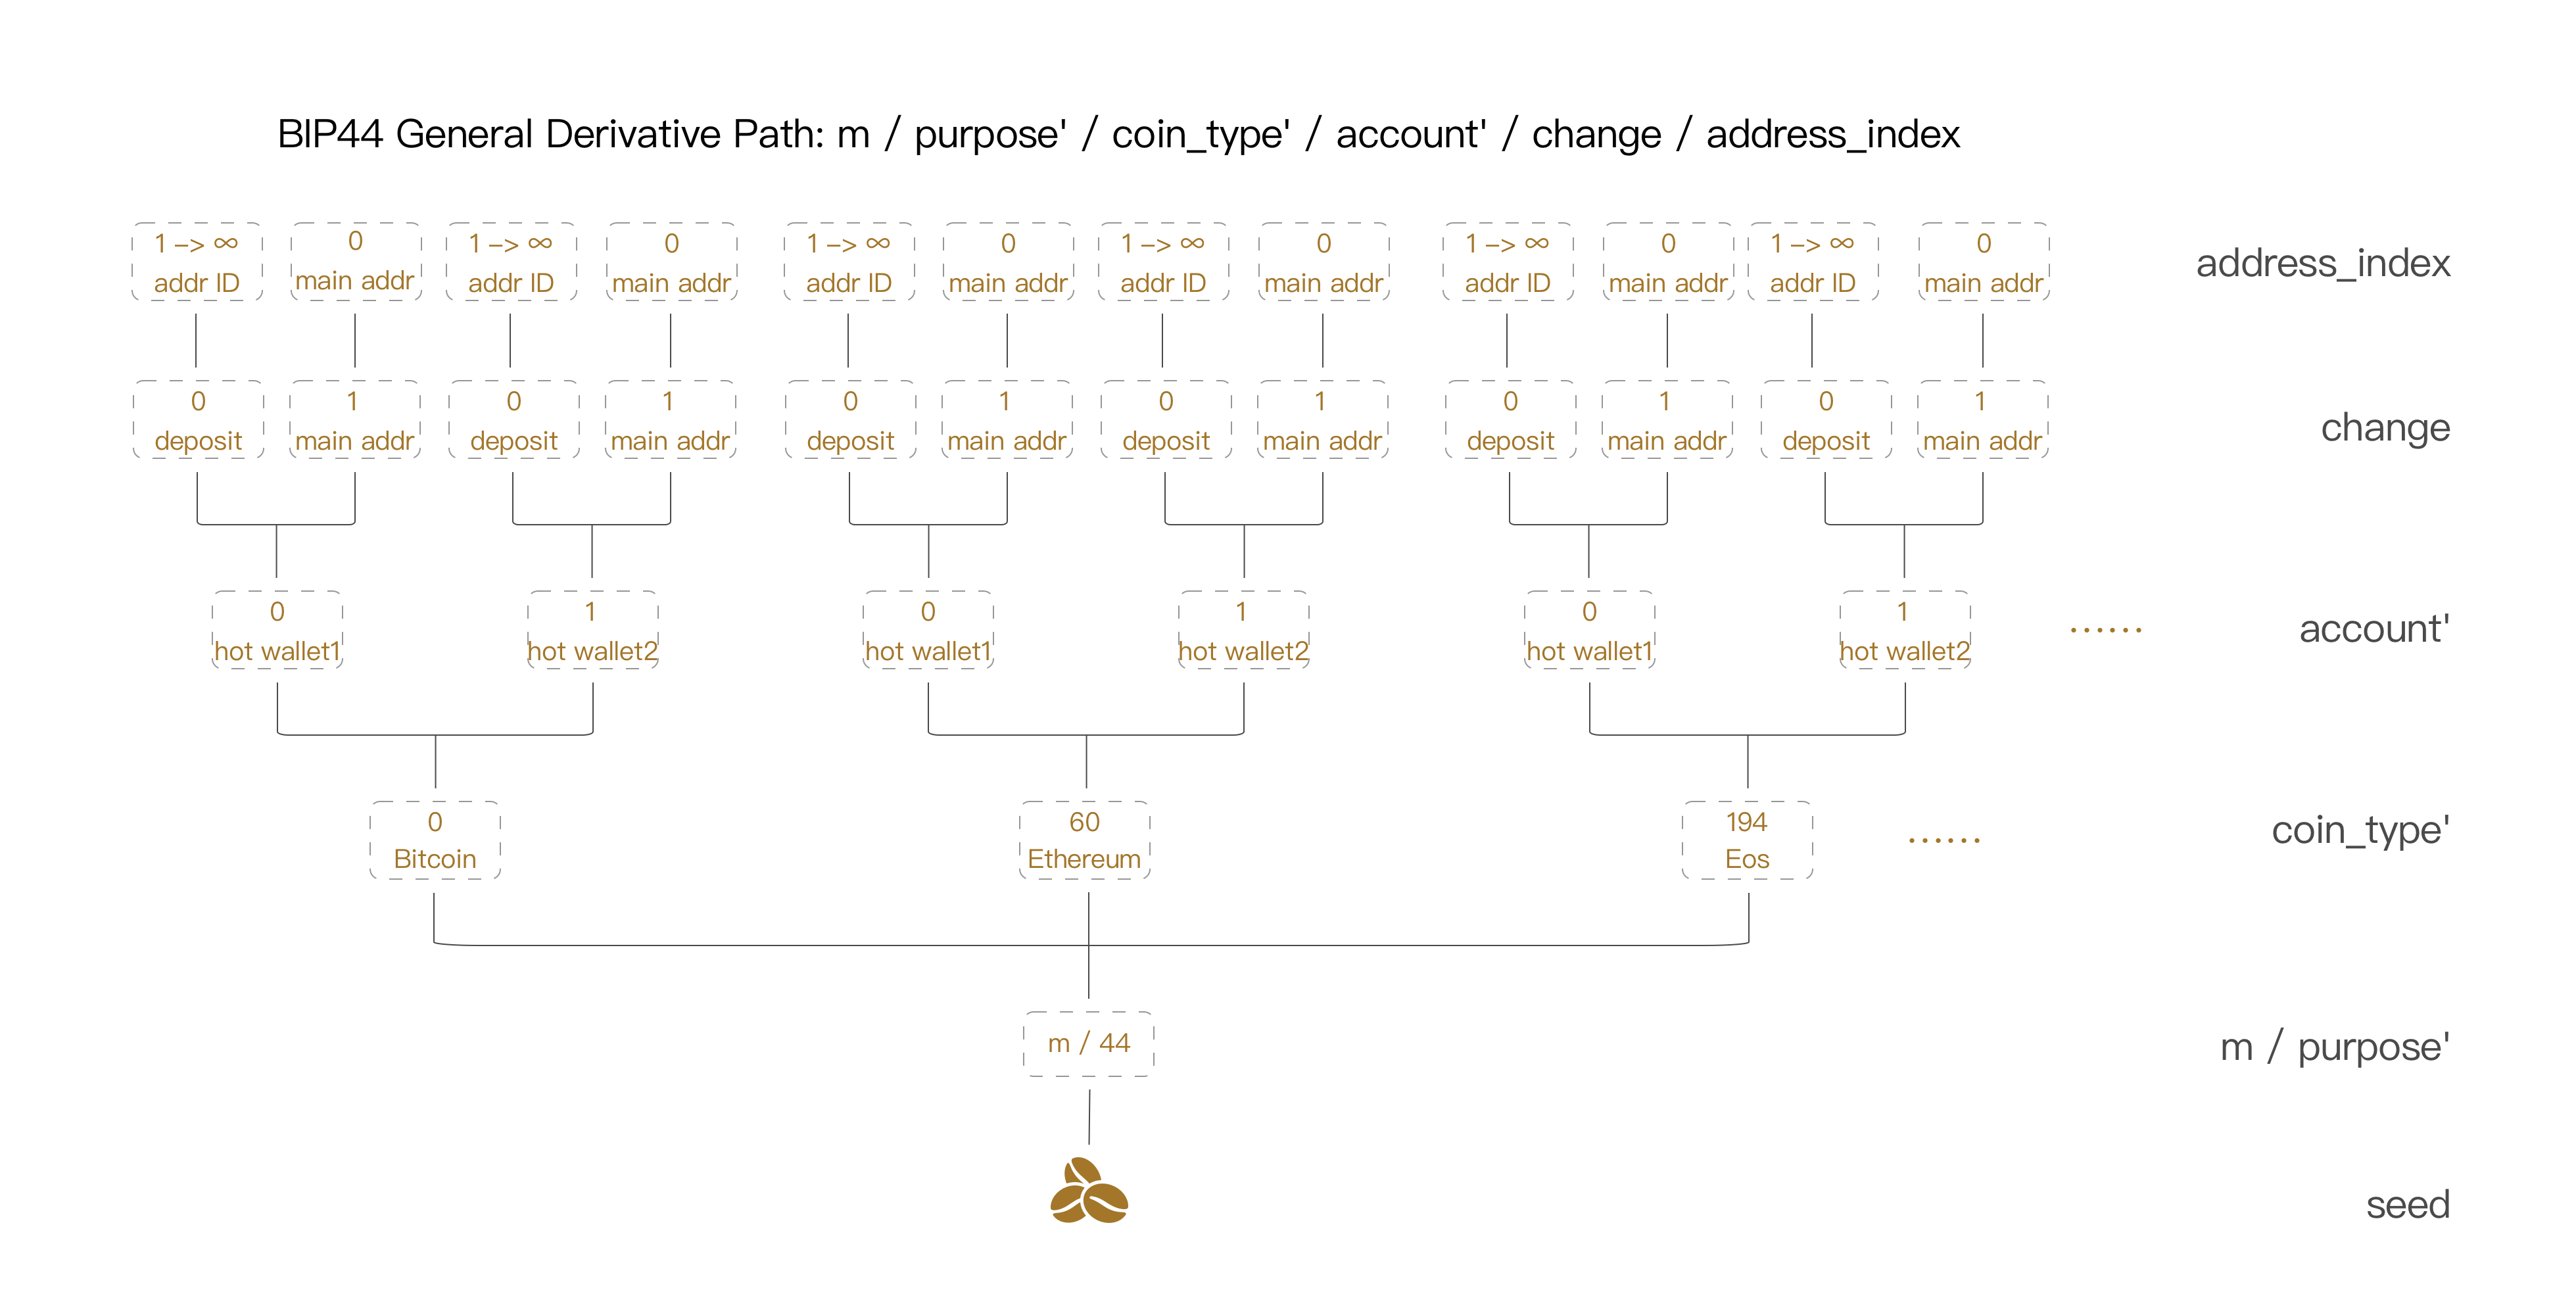 BIP44 General Derivative Path: m / purpose' / coin_type' / account' / change / address_index
1 –> ∞ 0 1 –> ∞ 0 1 –> ∞ 0 1 –> ∞ 0 1 –> ∞ 0 1 –> ∞ 0
addr ID main addr addr ID main addr addr ID main addr addr ID main addr addr ID main addr addr ID main addr
address_index
0 1 0 1 0 1 0 1 0 1 0 1
deposit main addr deposit main addr deposit main addr deposit main addr deposit main addr deposit main addr
change
0 1 0 1 0 1
hot wallet1 hot wallet2 hot wallet1 hot wallet2 hot wallet1 hot wallet2
······
account'
0 60 194
Bitcoin Ethereum Eos
······
coin_type'
m / 44
m / purpose'
seed